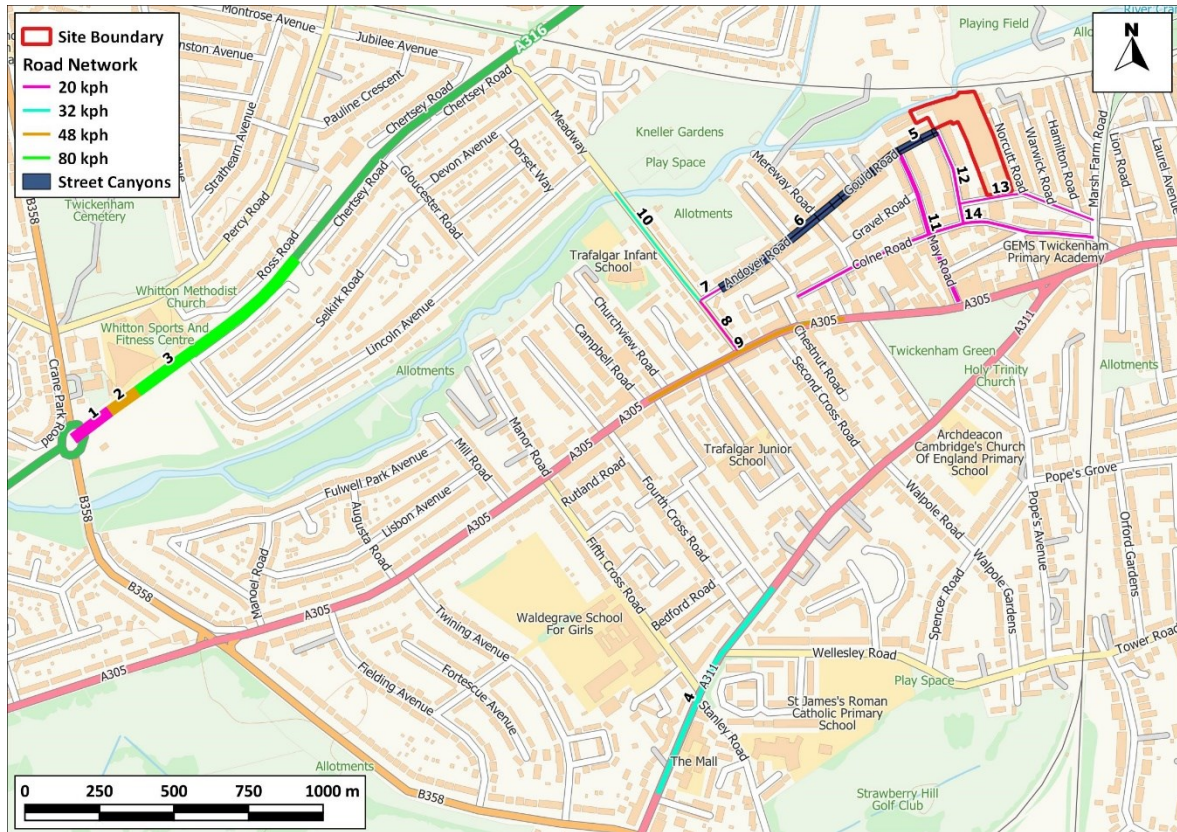 Site Boundary
Road Network
20 kph
32 kph
48 kph
80 kph
Street Canyons
N
Montrose Avenue
Jubilee Avenue
A316
Playing Field
Chertsey Road
Chertsey Road
Pauline Crescent
Strathearn Avenue
B358
Twickenham
Cemetery
Percy Road
Chertsey Road
Ross Road
Gloucester Road
Devon Avenue
Dorset Way
Meadway
Kneller Gardens
Play Space
Mereway Road
Allotments
5
Gould Road
6
Norcutt Road
Warwick Road
Hamilton Road
Marsh Farm Road
Lion Road
Laurel Avenue
12
13
14
11
Gravel Road
Colne Road
May Road
GEMS Twickenham
Primary Academy
10
Trafalgar Infant
School
7
Andover Road
8
9
A305
A305
A311
Whitton Methodist
Church
Whitton Sports And
Fitness Centre
Selkirk Road
Lincoln Avenue
Crane Park Road
1
2
3
Allotments
Churchview Road
Campbell Road
A305
Chestnut Road
Second Cross Road
Twickenham Green
Holy Trinity
Church
Allotments
B358
Fulwell Park Avenue
Mill Road
Manor Road
A305
Rutland Road
Trafalgar Junior
School
Archdeacon
Cambridge's Church
Of England Primary
School
Pope's Grove
Lisbon Avenue
Augusta Road
Fourth Cross Road
A305
Walpole Road
Walpole Gardens
Pope's Avenue
Orford Gardens
Manoel Road
B358
Fifth Cross Road
Bedford Road
Spencer Road
Waldegrave School
For Girls
Twining Avenue
A305
Fielding Avenue
Fortescue Avenue
Wellesley Road
Tower Road
Play Space
A311
4
Stanley Road
St James's Roman
Catholic Primary
School
The Mall
Allotments
B358
Strawberry Hill
Golf Club
0 250 500 750 1000 m